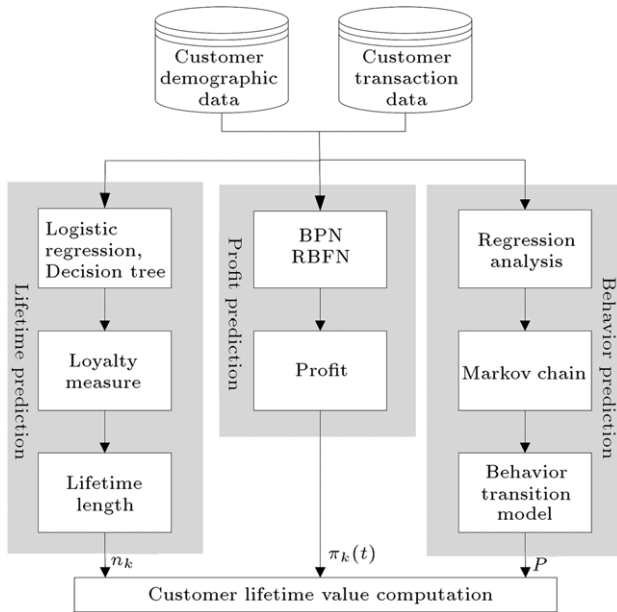 Customer
demographic
data
Customer
transaction
data
Lifetime prediction
Logistic
regression,
Decision tree
Loyalty
measure
Lifetime
length
n_k
Profit prediction
BPN
RBFN
Profit
π_k(t)
Behavior prediction
Regression
analysis
Markov chain
Behavior
transition
model
P
Customer lifetime value computation